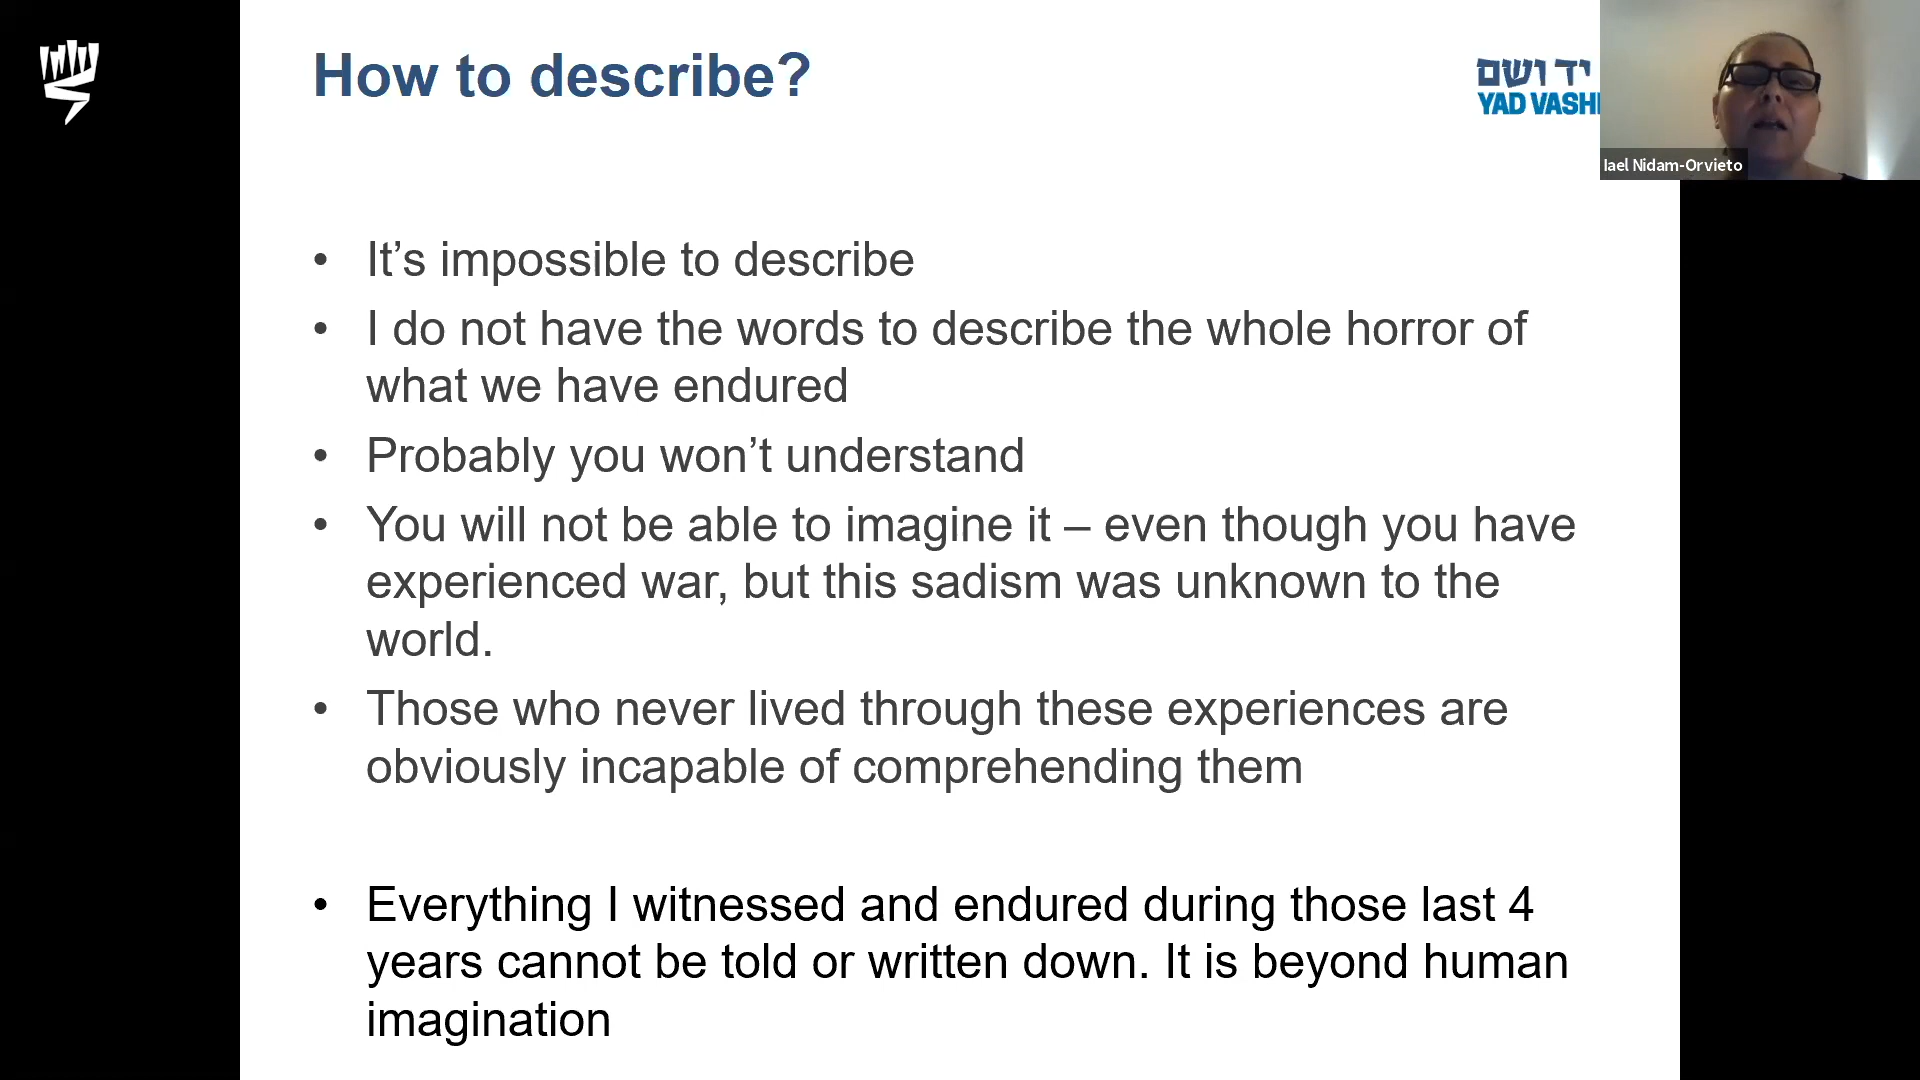 How to describe?
יד ושם
YAD VASH
Iael Nidam-Orvieto
• It’s impossible to describe
• I do not have the words to describe the whole horror of
what we have endured
• Probably you won’t understand
• You will not be able to imagine it – even though you have
experienced war, but this sadism was unknown to the
world.
• Those who never lived through these experiences are
obviously incapable of comprehending them
• Everything I witnessed and endured during those last 4
years cannot be told or written down. It is beyond human
imagination